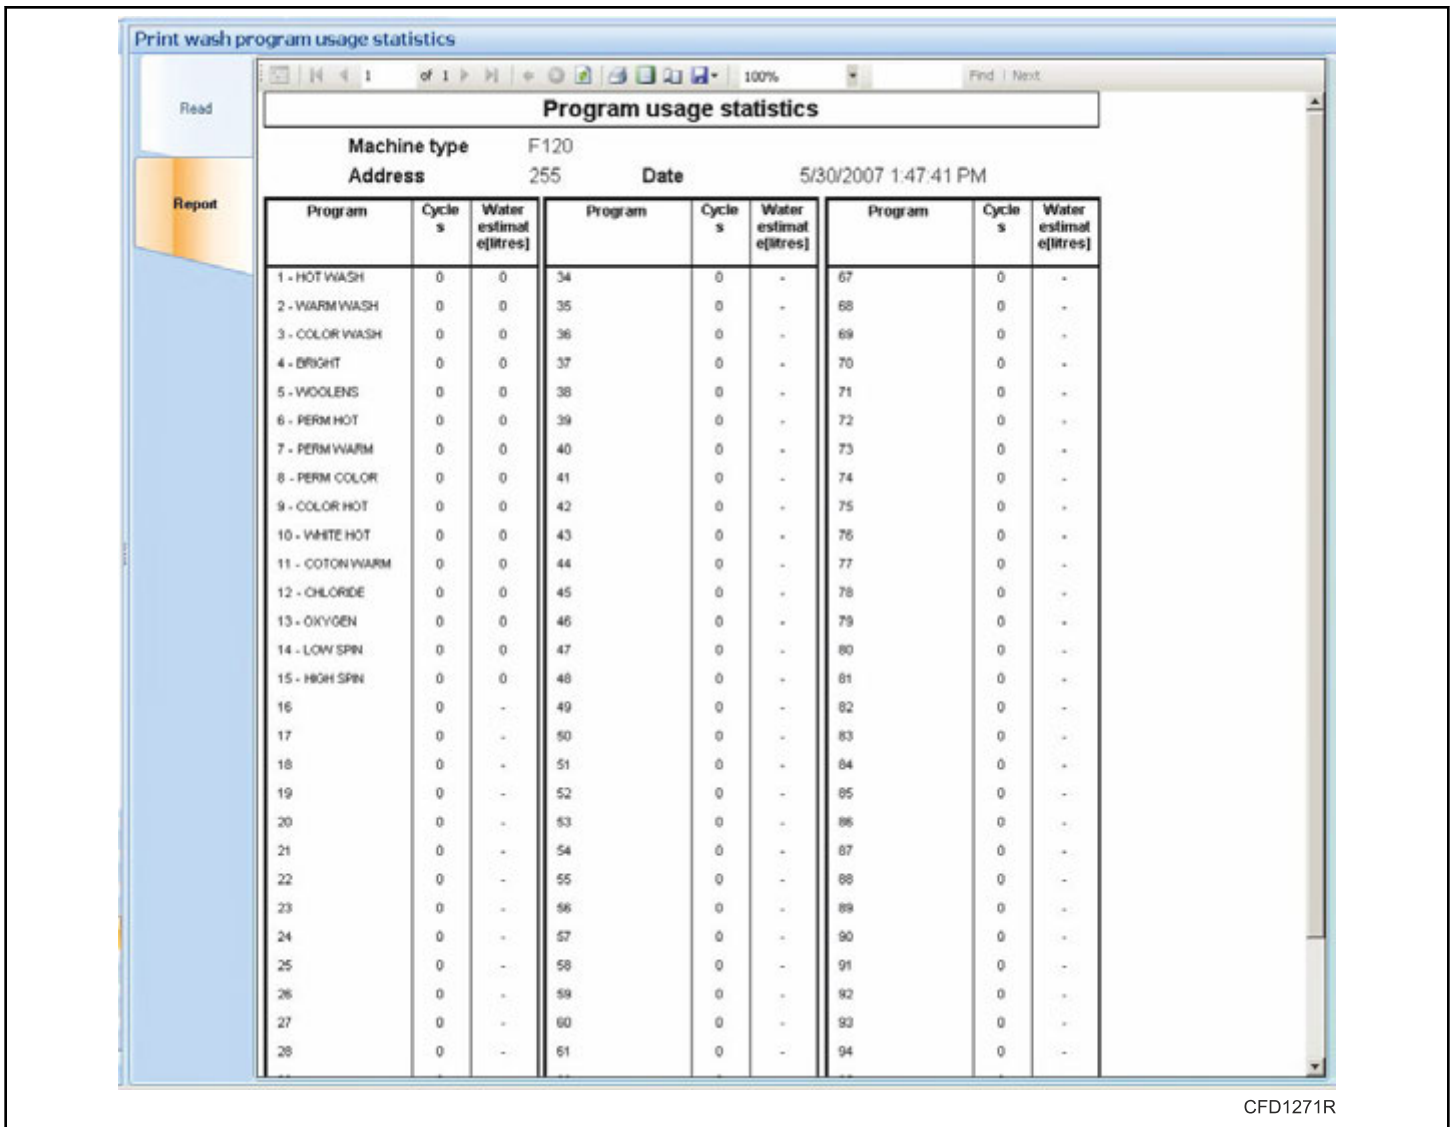 Print wash program usage statistics
Read
Report
1 of 1 100% Find | Next
Program usage statistics
Machine type F120
Address 255 Date 5/30/2007 1:47:41 PM
Program Cycle Water Program Cycle Water Program Cycle Water
s estimat s estimat s estimat
e[litres] e[litres] e[litres]
1 - HOT WASH 0 0 34 0 - 67 0 -
2 - WARM WASH 0 0 35 0 - 68 0 -
3 - COLOR WASH 0 0 36 0 - 69 0 -
4 - BRIGHT 0 0 37 0 - 70 0 -
5 - WOOLENS 0 0 38 0 - 71 0 -
6 - PERM HOT 0 0 39 0 - 72 0 -
7 - PERM WARM 0 0 40 0 - 73 0 -
8 - PERM COLOR 0 0 41 0 - 74 0 -
9 - COLOR HOT 0 0 42 0 - 75 0 -
10 - WHITE HOT 0 0 43 0 - 76 0 -
11 - COTON WARM 0 0 44 0 - 77 0 -
12 - CHLORIDE 0 0 45 0 - 78 0 -
13 - OXYGEN 0 0 46 0 - 79 0 -
14 - LOW SPIN 0 0 47 0 - 80 0 -
15 - HIGH SPIN 0 0 48 0 - 81 0 -
16 0 - 49 0 - 82 0 -
17 0 - 50 0 - 83 0 -
18 0 - 51 0 - 84 0 -
19 0 - 52 0 - 85 0 -
20 0 - 53 0 - 86 0 -
21 0 - 54 0 - 87 0 -
22 0 - 55 0 - 88 0 -
23 0 - 56 0 - 89 0 -
24 0 - 57 0 - 90 0 -
25 0 - 58 0 - 91 0 -
26 0 - 59 0 - 92 0 -
27 0 - 60 0 - 93 0 -
28 0 - 61 0 - 94 0 -
CFD1271R